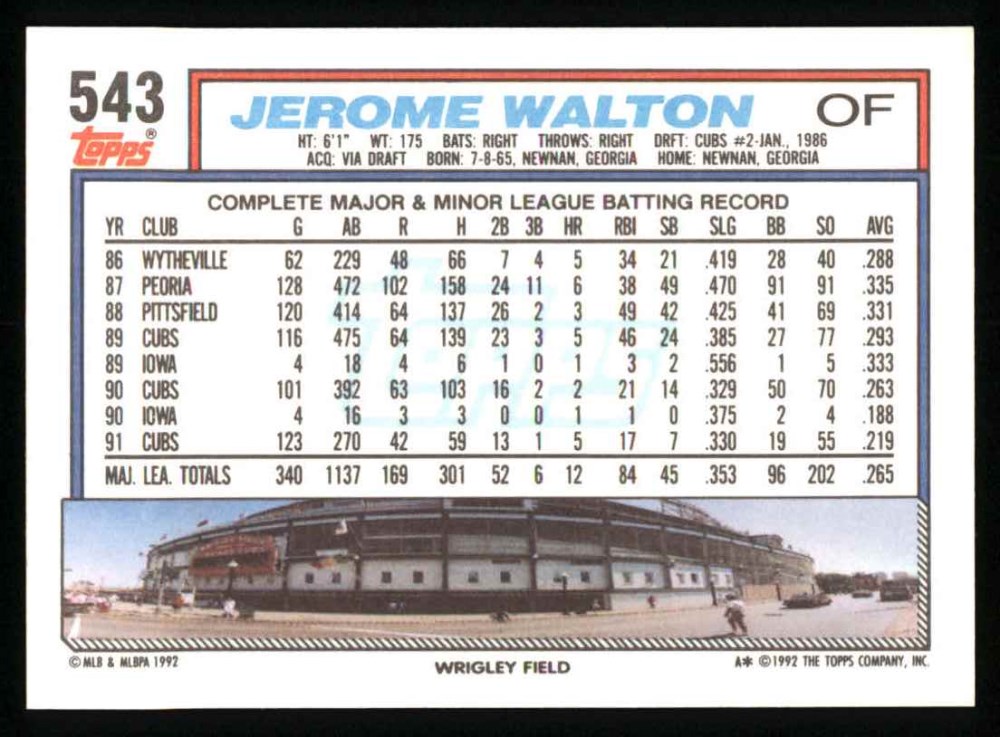 543
Topps®
JEROME WALTON OF
HT: 6'1" WT: 175 BATS: RIGHT THROWS: RIGHT DRFT: CUBS #2-JAN., 1986
ACQ: VIA DRAFT BORN: 7-8-65, NEWNAN, GEORGIA HOME: NEWNAN, GEORGIA
COMPLETE MAJOR & MINOR LEAGUE BATTING RECORD
YR CLUB G AB R H 2B 3B HR RBI SB SLG BB SO AVG
86 WYTHEVILLE 62 229 48 66 7 4 5 34 21 .419 28 40 .288
87 PEORIA 128 472 102 158 24 11 6 38 49 .470 91 91 .335
88 PITTSFIELD 120 414 64 137 26 2 3 49 42 .425 41 69 .331
89 CUBS 116 475 64 139 23 3 5 46 24 .385 27 77 .293
89 IOWA 4 18 4 6 1 0 1 3 2 .556 1 5 .333
90 CUBS 101 392 63 103 16 2 2 21 14 .329 50 70 .263
90 IOWA 4 16 3 3 0 0 1 1 0 .375 2 4 .188
91 CUBS 123 270 42 59 13 1 5 17 7 .330 19 55 .219
MAJ. LEA. TOTALS 340 1137 169 301 52 6 12 84 45 .353 96 202 .265
Topps
© MLB & MLBPA 1992
WRIGLEY FIELD
A* © 1992 THE TOPPS COMPANY, INC.